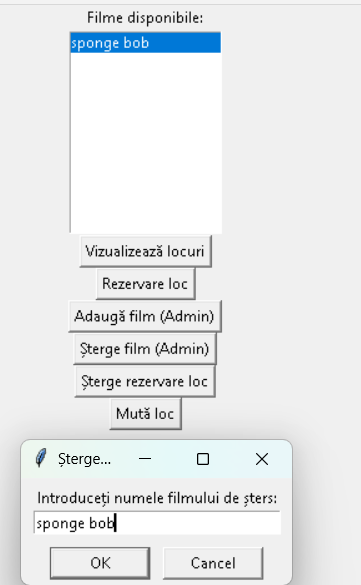 Filme disponibile:
sponge bob
Vizualizează locuri
Rezervare loc
Adaugă film (Admin)
Șterge film (Admin)
Șterge rezervare loc
Mută loc
Șterge...
Introduceți numele filmului de șters:
sponge bob
OK
Cancel